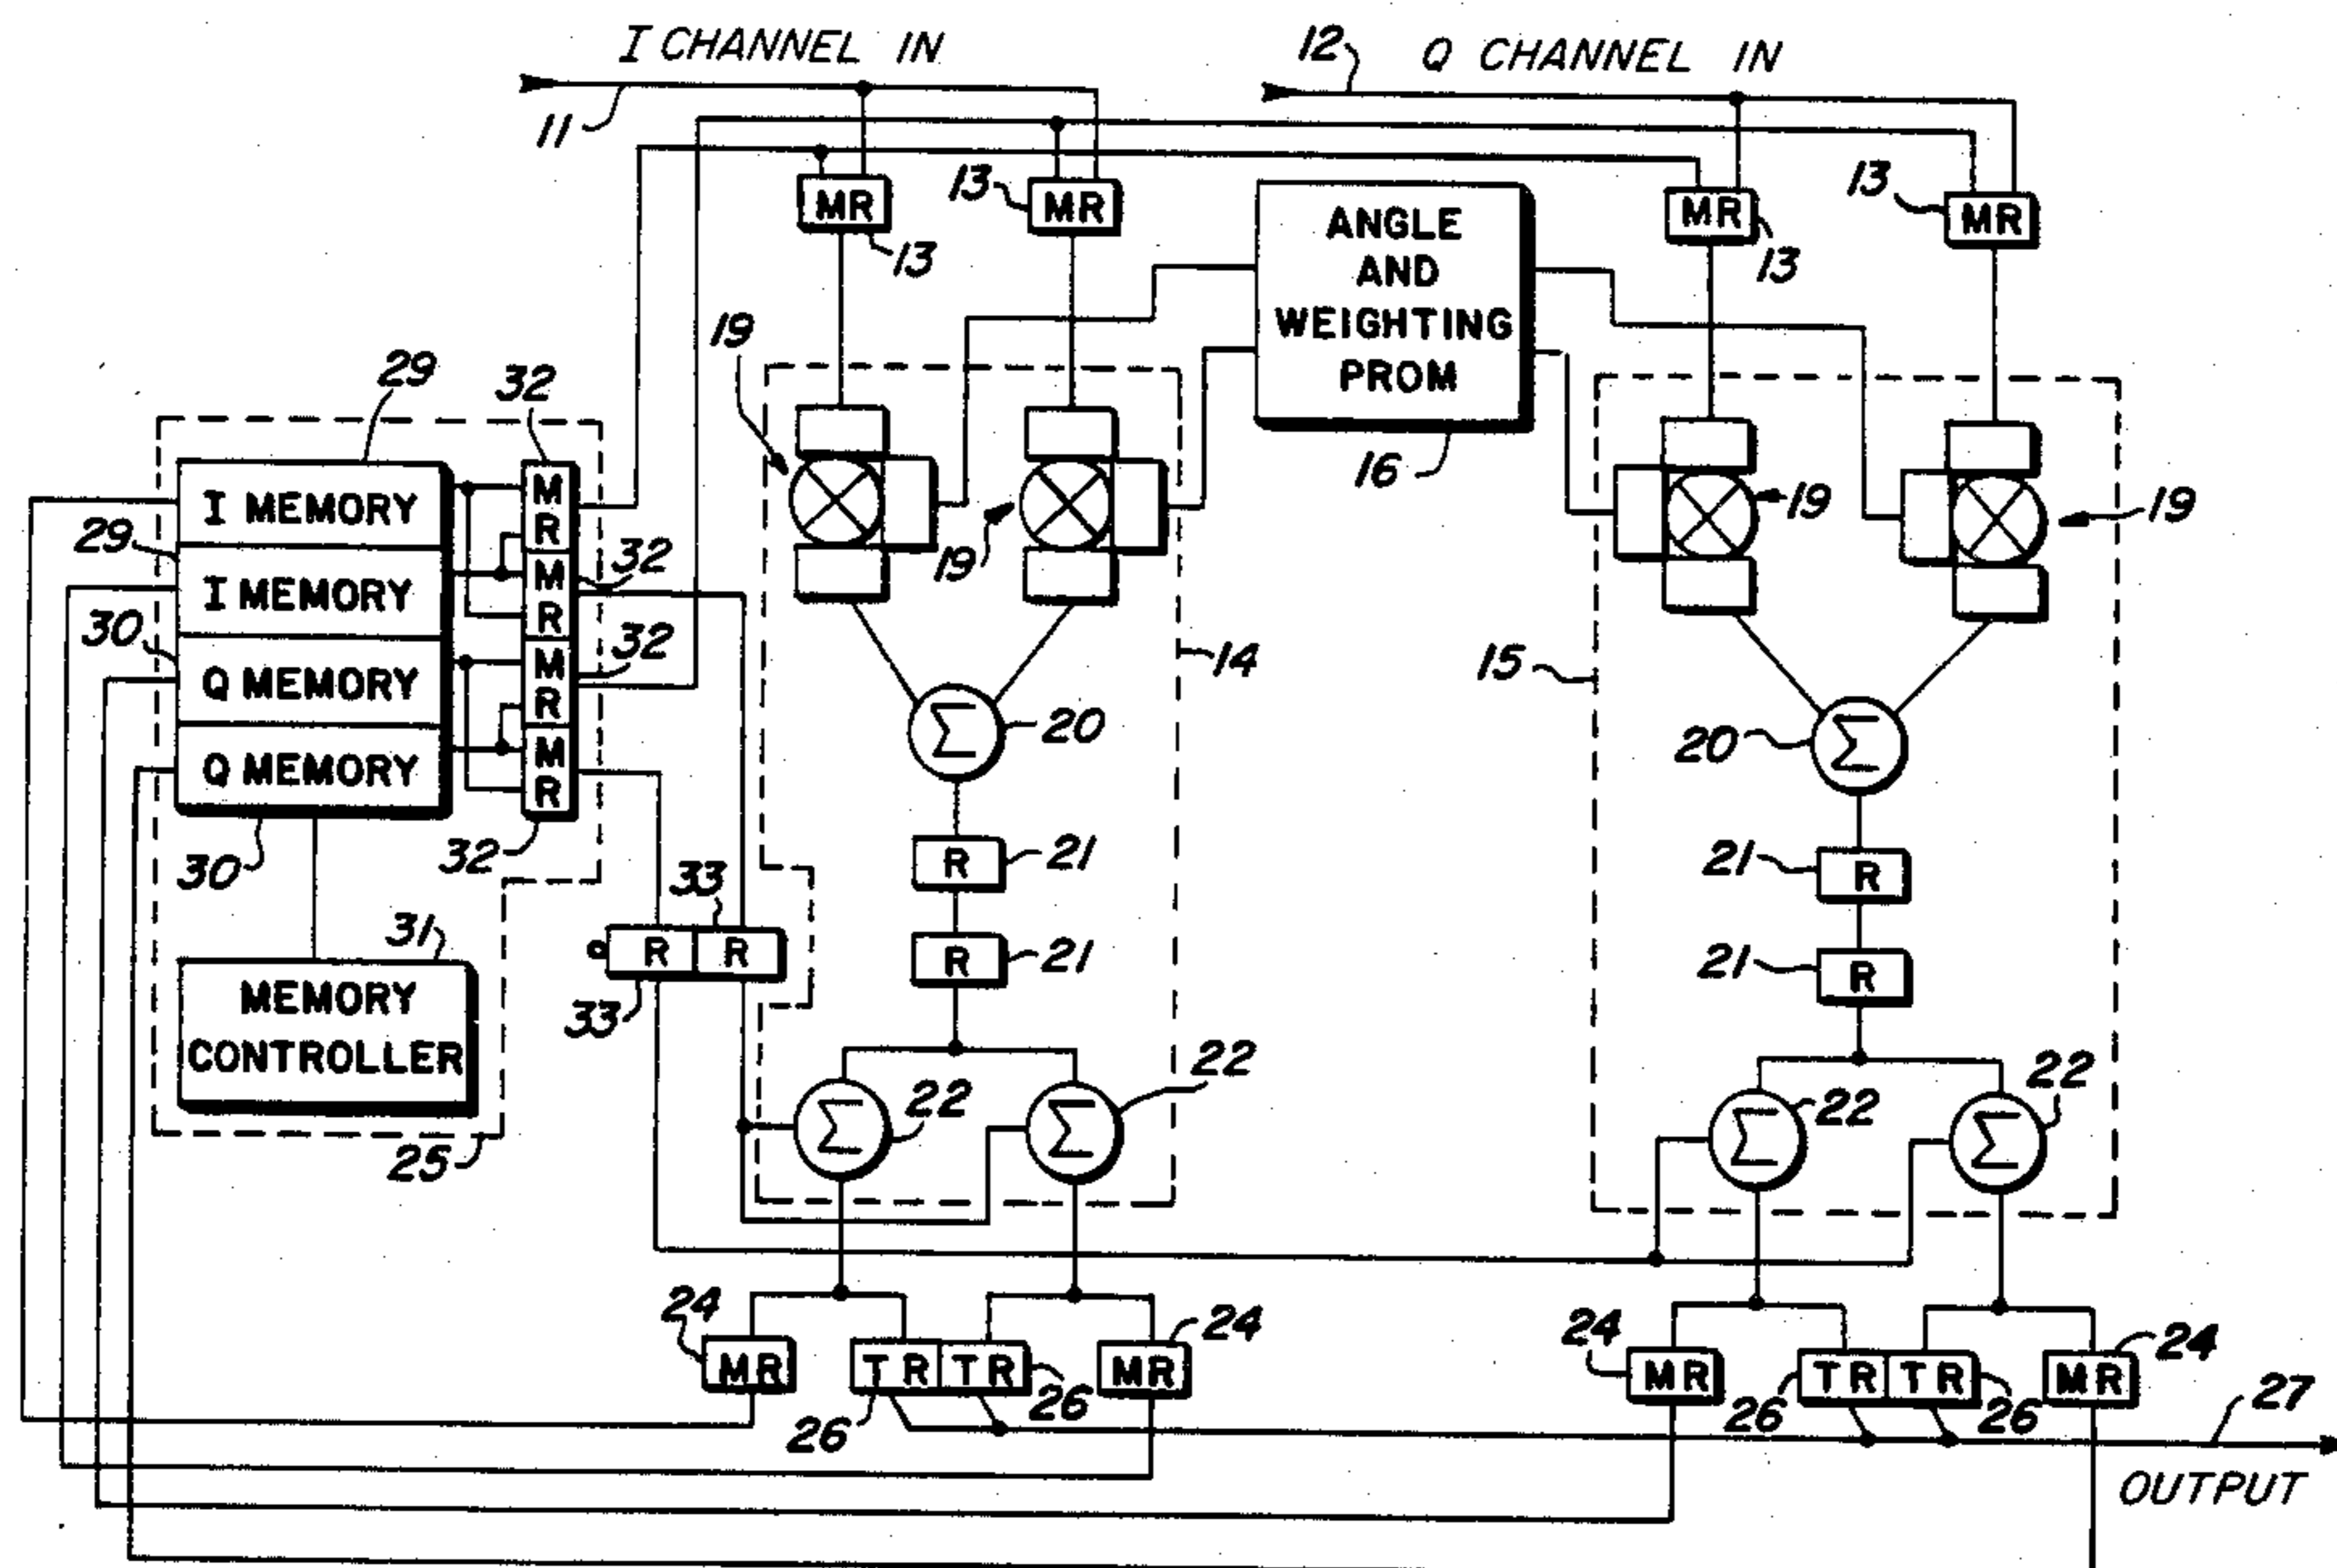 I CHANNEL IN
12 Q CHANNEL IN
11
MR
13 MR
13
MR
13
13 MR
ANGLE
AND
WEIGHTING
PROM
16
19
19
19
19
29
32
I MEMORY
29
I MEMORY
30
Q MEMORY
Q MEMORY
30
M
R
M
R
M
R
M
R
32
32
32
14
15
Σ 20
20 Σ
R 21
R 21
21 R
21 R
33
R R
33
31
MEMORY
CONTROLLER
25
Σ 22
Σ 22
Σ 22
Σ 22
24
MR
TR TR
26
26
MR
24
24
MR
TR TR
26
26
MR
24
27
OUTPUT